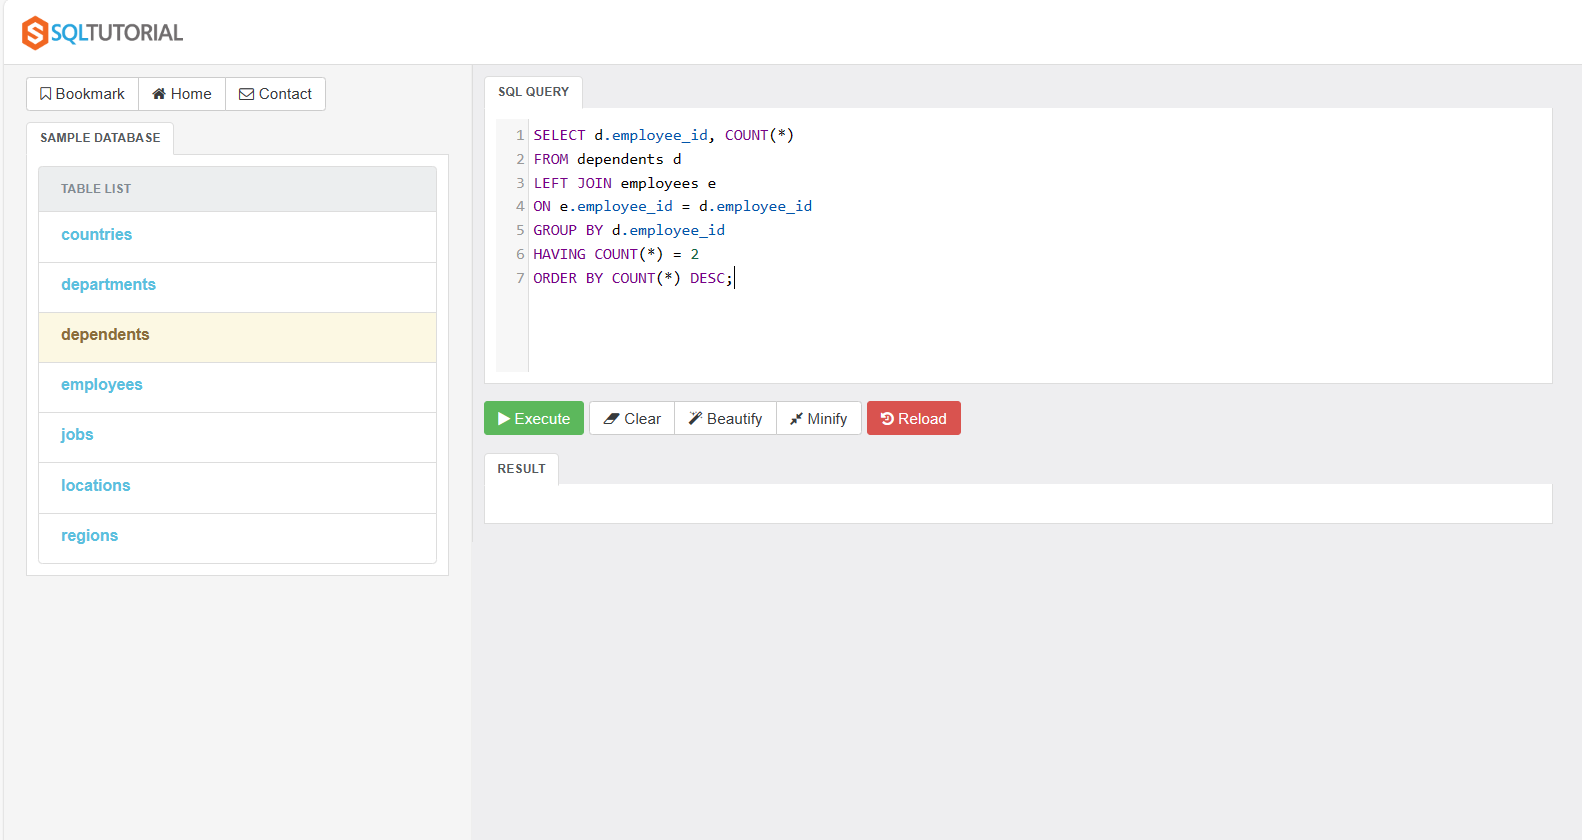 SQLTUTORIAL
Bookmark Home Contact
SAMPLE DATABASE
TABLE LIST
countries
departments
dependents
employees
jobs
locations
regions
SQL QUERY
1 SELECT d.employee_id, COUNT(*)
2 FROM dependents d
3 LEFT JOIN employees e
4 ON e.employee_id = d.employee_id
5 GROUP BY d.employee_id
6 HAVING COUNT(*) = 2
7 ORDER BY COUNT(*) DESC;
Execute Clear Beautify Minify Reload
RESULT